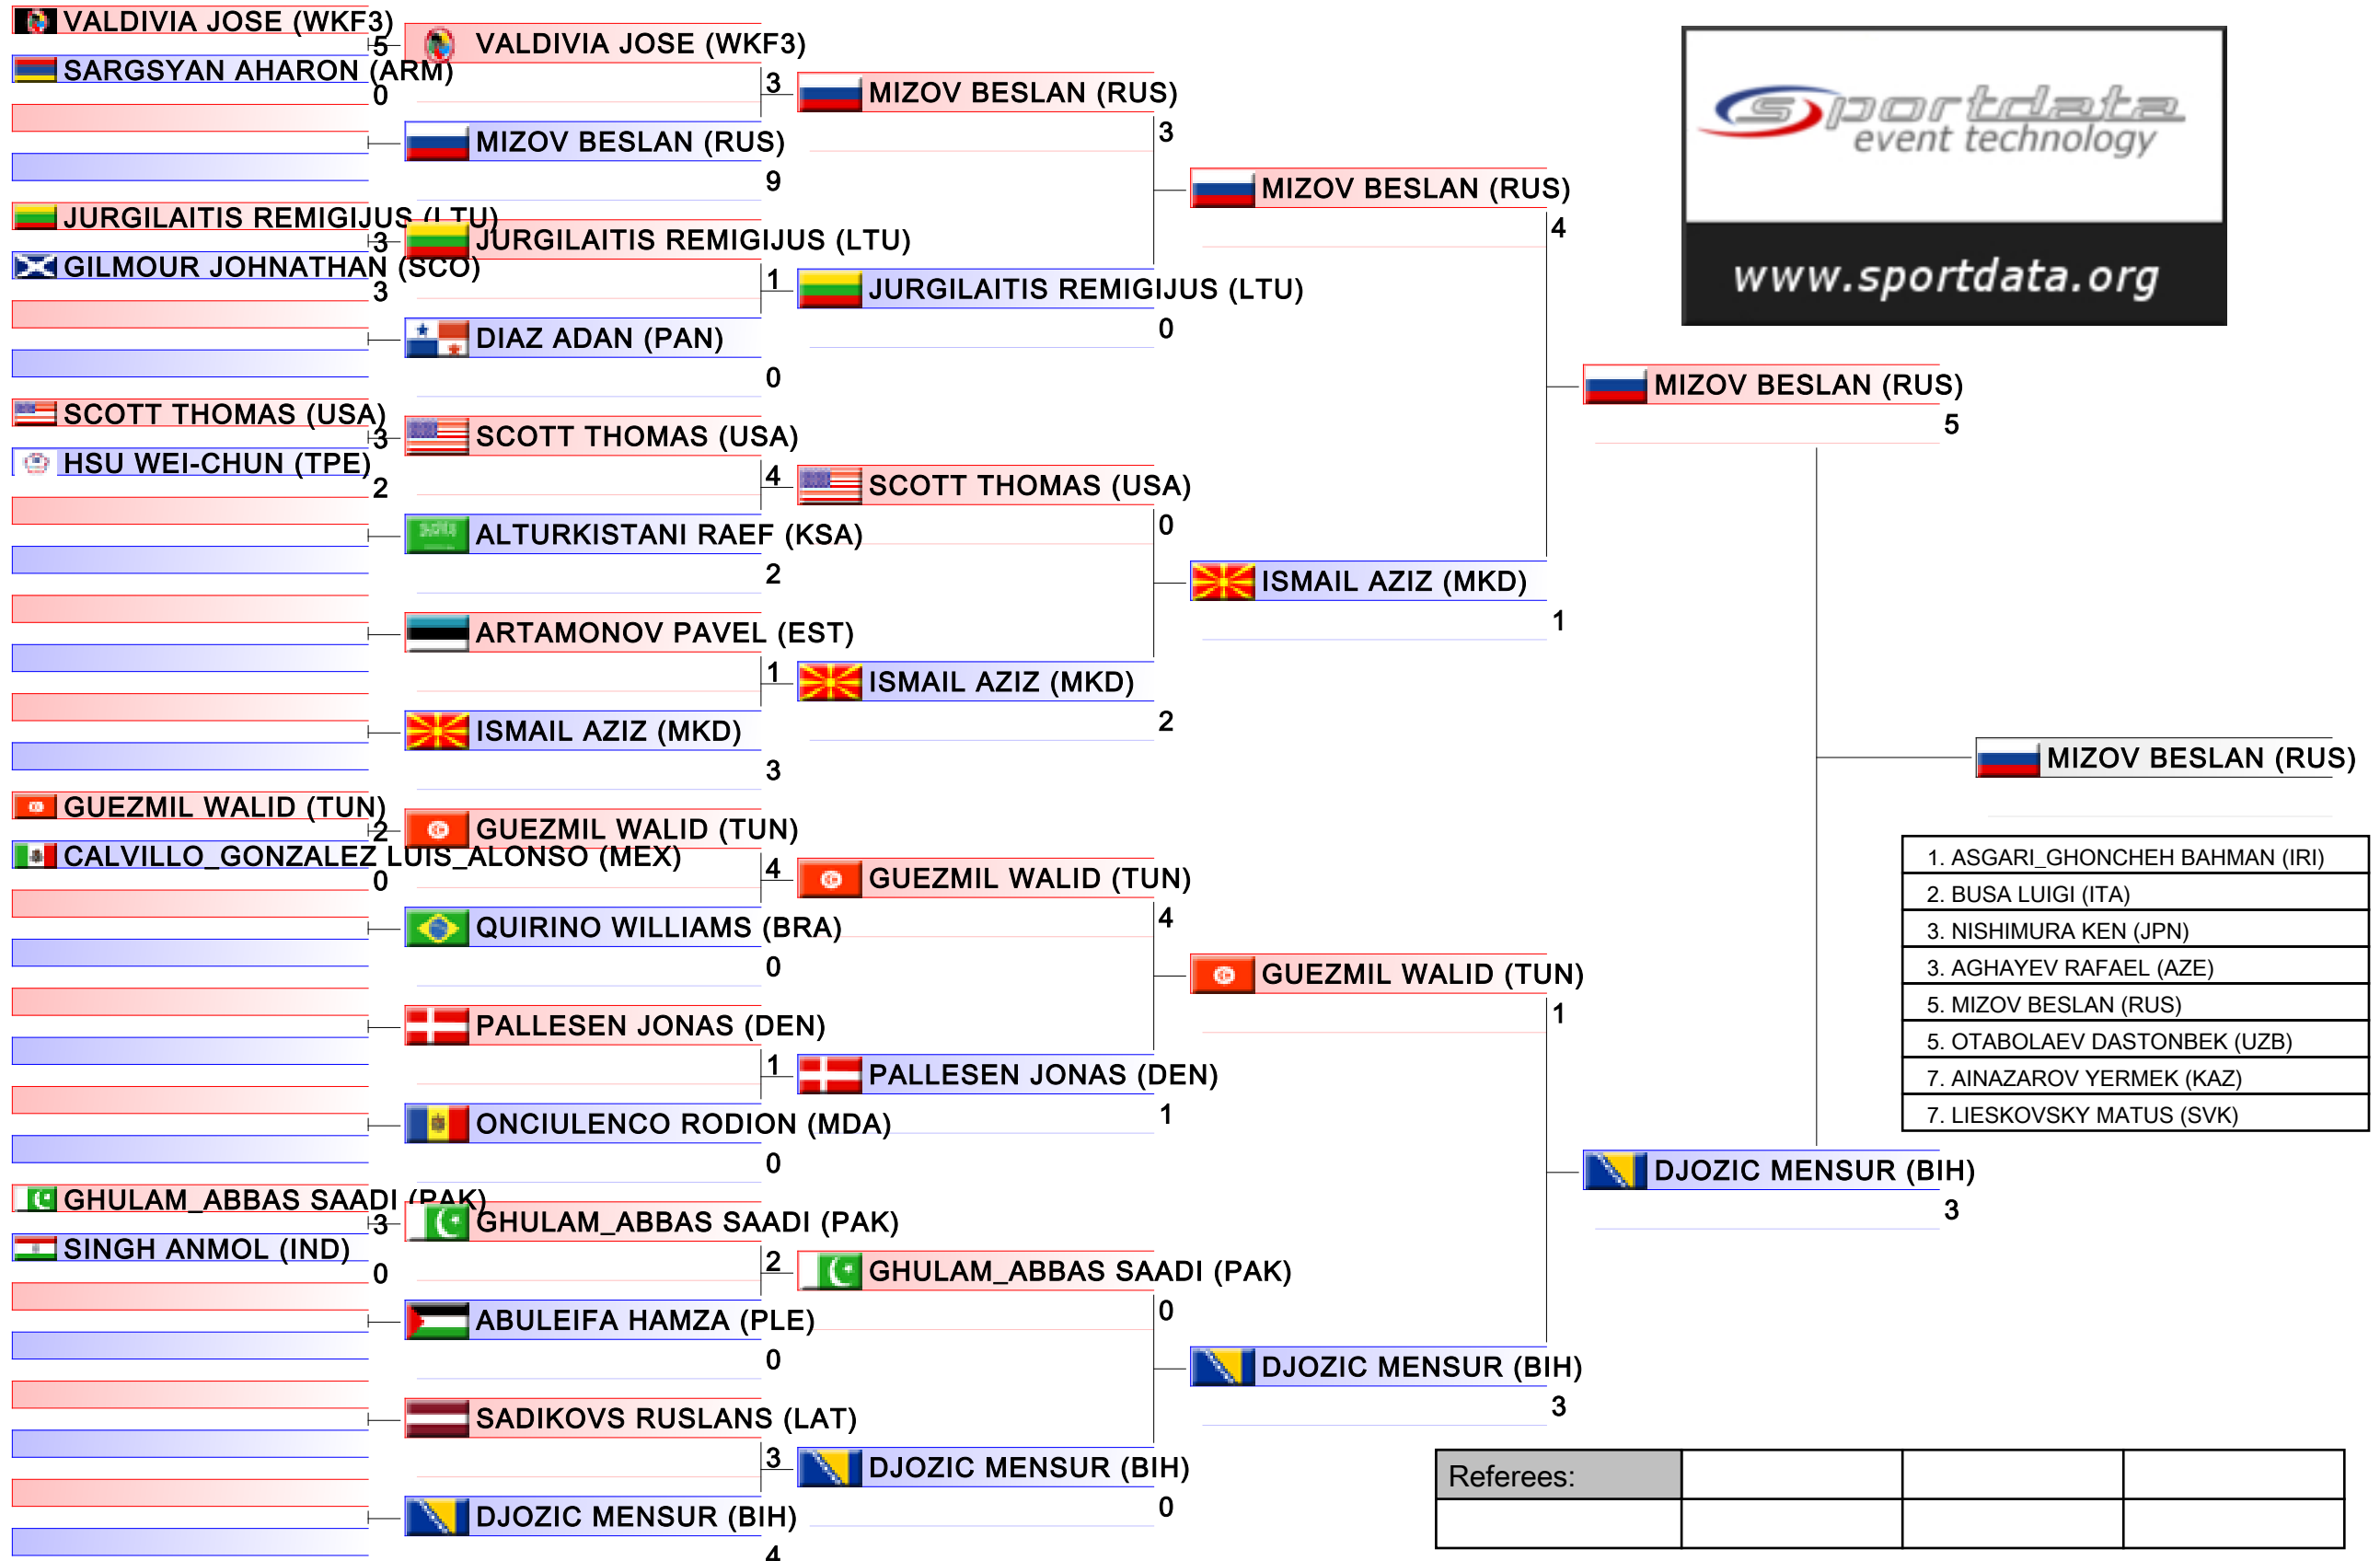 VALDIVIA JOSE (WKF3)
5
SARGSYAN AHARON (ARM)
0
JURGILAITIS REMIGIJUS (LTU)
3
GILMOUR JOHNATHAN (SCO)
3
SCOTT THOMAS (USA)
3
HSU WEI-CHUN (TPE)
2
GUEZMIL WALID (TUN)
2
CALVILLO_GONZALEZ LUIS_ALONSO (MEX)
0
GHULAM_ABBAS SAADI (PAK)
3
SINGH ANMOL (IND)
0
VALDIVIA JOSE (WKF3)
3
MIZOV BESLAN (RUS)
9
JURGILAITIS REMIGIJUS (LTU)
1
DIAZ ADAN (PAN)
0
SCOTT THOMAS (USA)
4
ALTURKISTANI RAEF (KSA)
2
ARTAMONOV PAVEL (EST)
1
ISMAIL AZIZ (MKD)
3
GUEZMIL WALID (TUN)
4
QUIRINO WILLIAMS (BRA)
0
PALLESEN JONAS (DEN)
1
ONCIULENCO RODION (MDA)
0
GHULAM_ABBAS SAADI (PAK)
2
ABULEIFA HAMZA (PLE)
0
SADIKOVS RUSLANS (LAT)
3
DJOZIC MENSUR (BIH)
4
MIZOV BESLAN (RUS)
3
JURGILAITIS REMIGIJUS (LTU)
0
SCOTT THOMAS (USA)
0
ISMAIL AZIZ (MKD)
2
GUEZMIL WALID (TUN)
4
PALLESEN JONAS (DEN)
1
GHULAM_ABBAS SAADI (PAK)
0
DJOZIC MENSUR (BIH)
0
MIZOV BESLAN (RUS)
4
ISMAIL AZIZ (MKD)
1
GUEZMIL WALID (TUN)
1
DJOZIC MENSUR (BIH)
3
MIZOV BESLAN (RUS)
5
DJOZIC MENSUR (BIH)
3
MIZOV BESLAN (RUS)
sportdata
event technology
www.sportdata.org
1. ASGARI_GHONCHEH BAHMAN (IRI)
2. BUSA LUIGI (ITA)
3. NISHIMURA KEN (JPN)
3. AGHAYEV RAFAEL (AZE)
5. MIZOV BESLAN (RUS)
5. OTABOLAEV DASTONBEK (UZB)
7. AINAZAROV YERMEK (KAZ)
7. LIESKOVSKY MATUS (SVK)
Referees: